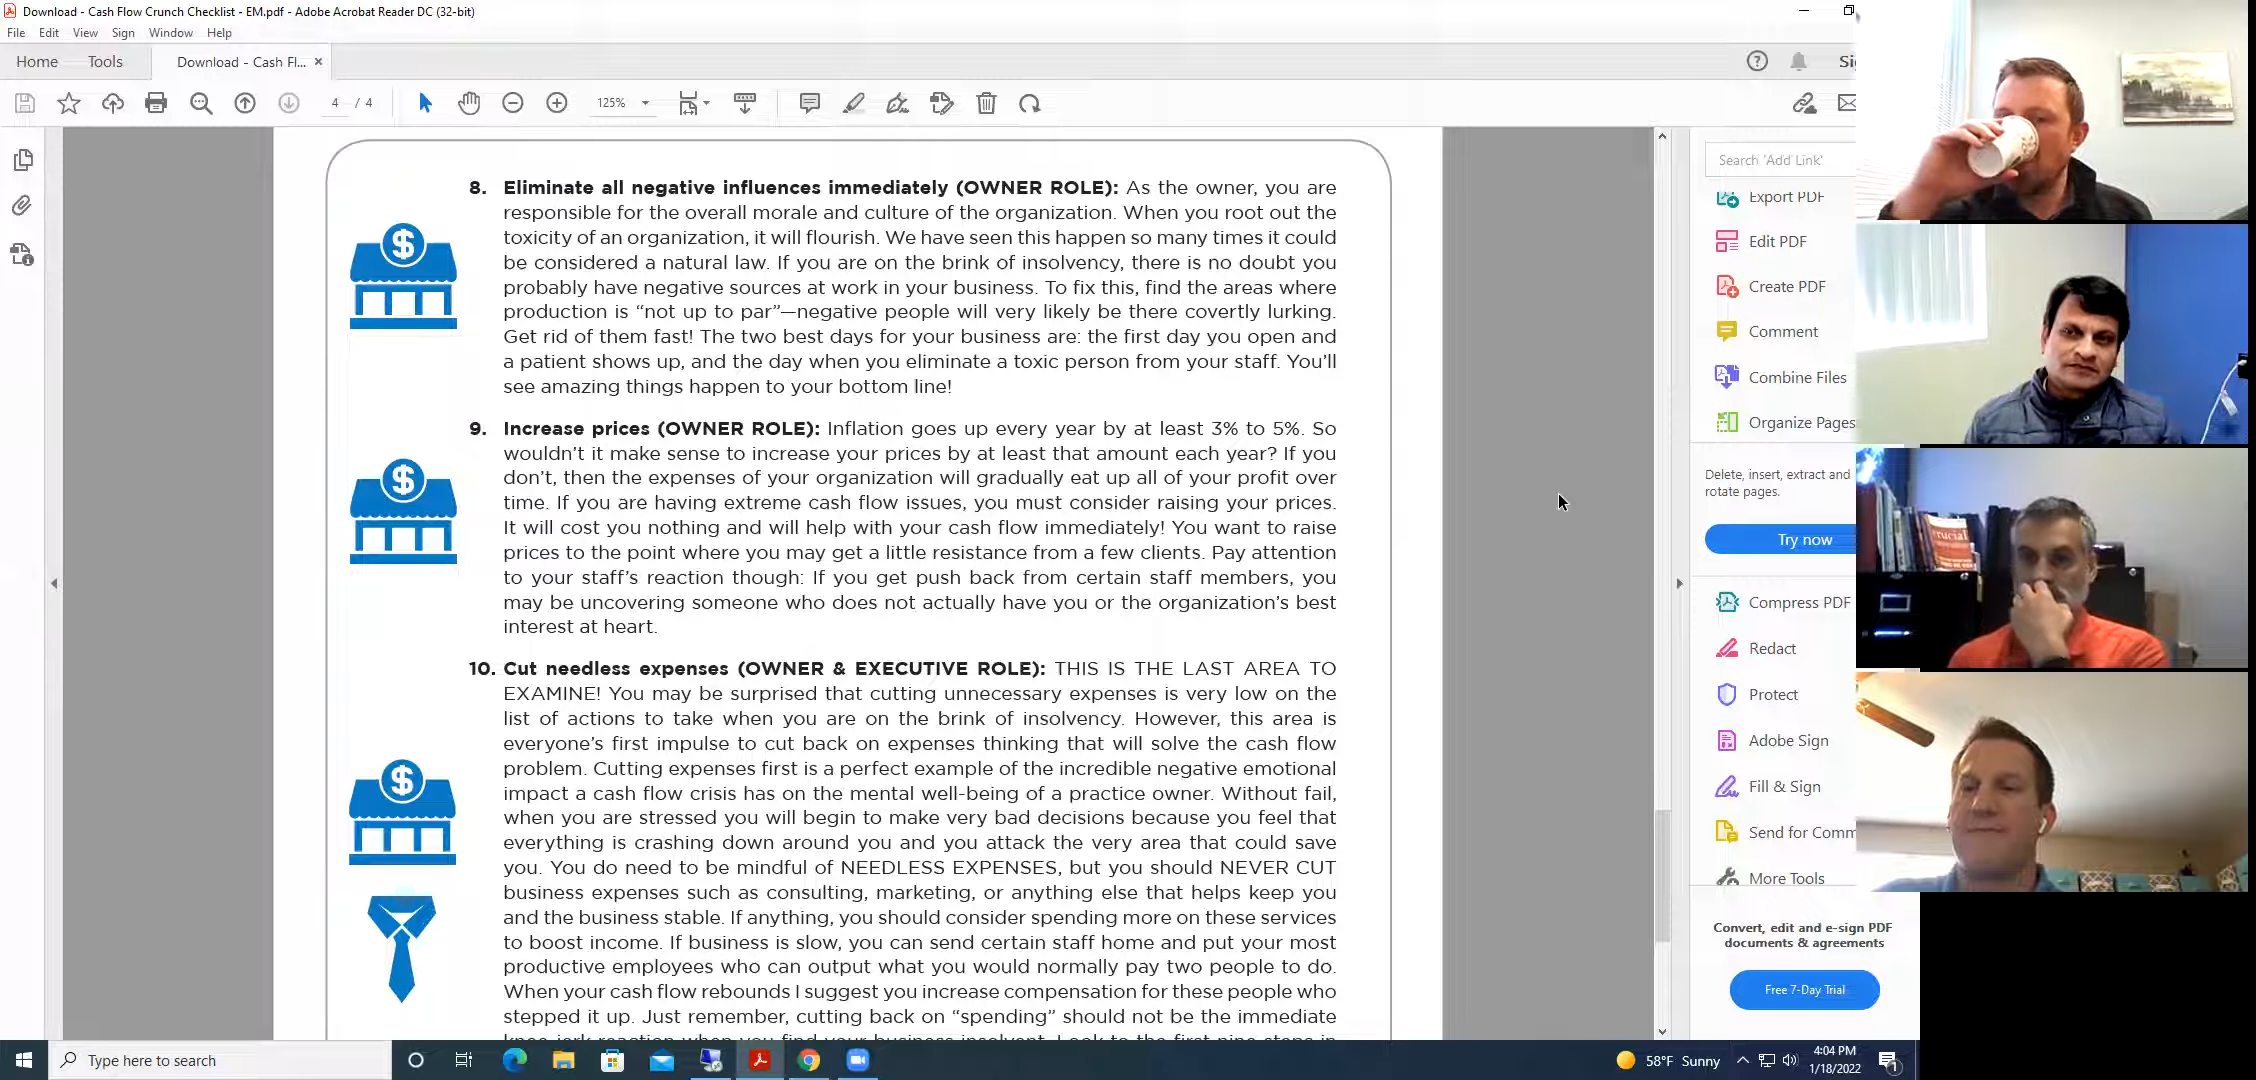 Download - Cash Flow Crunch Checklist - EM.pdf - Adobe Acrobat Reader DC (32-bit)
File Edit View Sign Window Help
Home Tools Download - Cash Fl... ×
4 / 4 125%
8. Eliminate all negative influences immediately (OWNER ROLE): As the owner, you are
responsible for the overall morale and culture of the organization. When you root out the
toxicity of an organization, it will flourish. We have seen this happen so many times it could
be considered a natural law. If you are on the brink of insolvency, there is no doubt you
probably have negative sources at work in your business. To fix this, find the areas where
production is “not up to par”—negative people will very likely be there covertly lurking.
Get rid of them fast! The two best days for your business are: the first day you open and
a patient shows up, and the day when you eliminate a toxic person from your staff. You’ll
see amazing things happen to your bottom line!
9. Increase prices (OWNER ROLE): Inflation goes up every year by at least 3% to 5%. So
wouldn’t it make sense to increase your prices by at least that amount each year? If you
don’t, then the expenses of your organization will gradually eat up all of your profit over
time. If you are having extreme cash flow issues, you must consider raising your prices.
It will cost you nothing and will help with your cash flow immediately! You want to raise
prices to the point where you may get a little resistance from a few clients. Pay attention
to your staff’s reaction though: If you get push back from certain staff members, you
may be uncovering someone who does not actually have you or the organization’s best
interest at heart.
10. Cut needless expenses (OWNER & EXECUTIVE ROLE): THIS IS THE LAST AREA TO
EXAMINE! You may be surprised that cutting unnecessary expenses is very low on the
list of actions to take when you are on the brink of insolvency. However, this area is
everyone’s first impulse to cut back on expenses thinking that will solve the cash flow
problem. Cutting expenses first is a perfect example of the incredible negative emotional
impact a cash flow crisis has on the mental well-being of a practice owner. Without fail,
when you are stressed you will begin to make very bad decisions because you feel that
everything is crashing down around you and you attack the very area that could save
you. You do need to be mindful of NEEDLESS EXPENSES, but you should NEVER CUT
business expenses such as consulting, marketing, or anything else that helps keep you
and the business stable. If anything, you should consider spending more on these services
to boost income. If business is slow, you can send certain staff home and put your most
productive employees who can output what you would normally pay two people to do.
When your cash flow rebounds I suggest you increase compensation for these people who
stepped it up. Just remember, cutting back on “spending” should not be the immediate
knee-jerk reaction when you find your business insolvent. Look to the first nine steps in
Search 'Add Link'
Export PDF
Edit PDF
Create PDF
Comment
Combine Files
Organize Pages
Delete, insert, extract and
rotate pages.
Try now
Compress PDF
Redact
Protect
Adobe Sign
Fill & Sign
Send for Comm
More Tools
Convert, edit and e-sign PDF
documents & agreements
Free 7-Day Trial
Type here to search
58°F Sunny
4:04 PM
1/18/2022
1